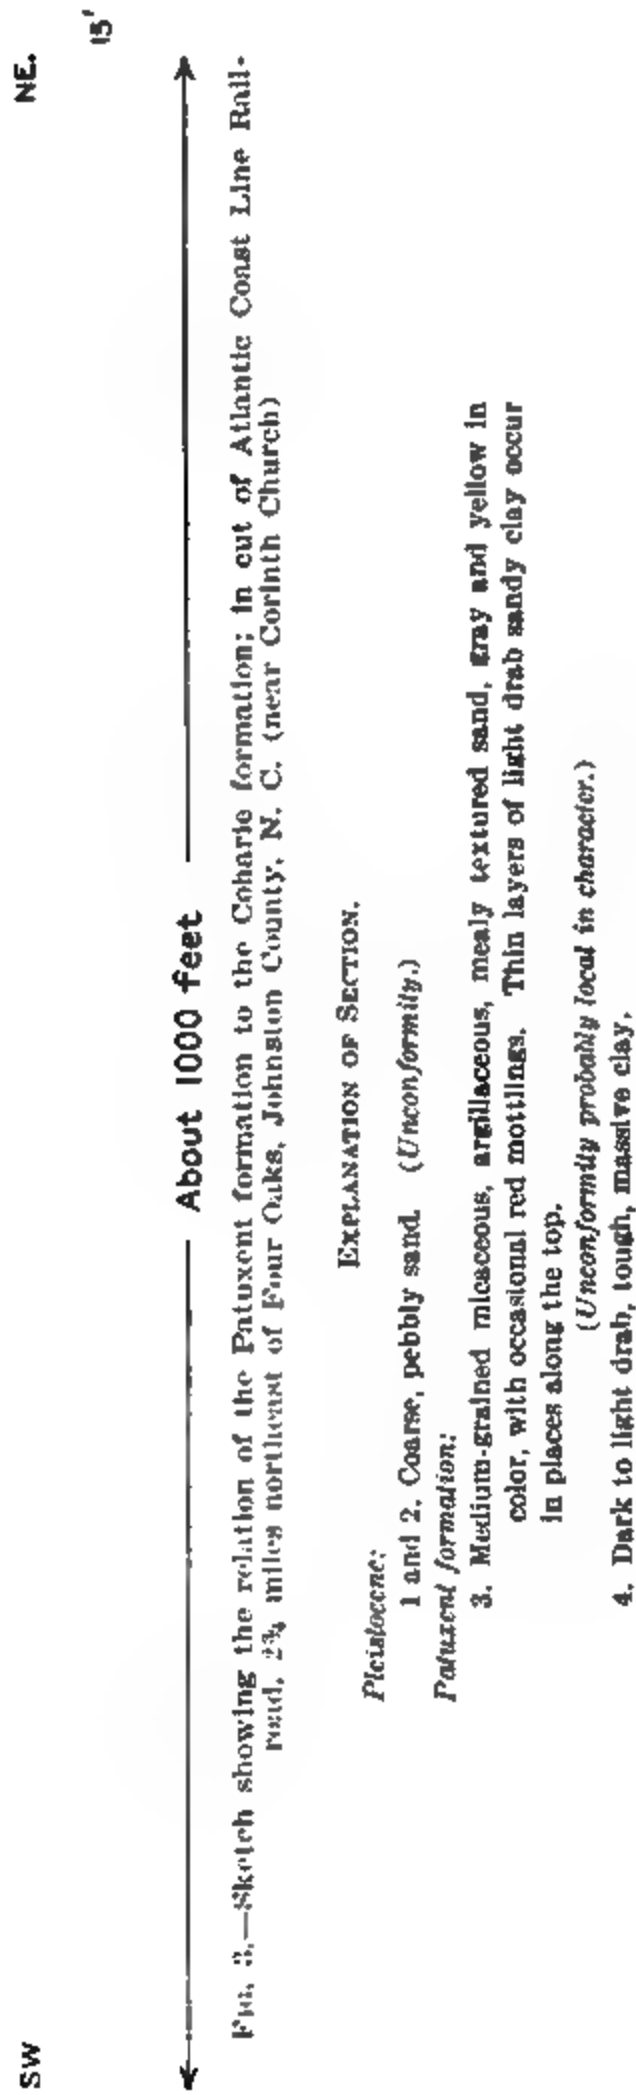 SW NE.
15'
About 1000 feet
FIG. 3.—Sketch showing the relation of the Patuxent formation to the Coharie formation; in cut of Atlantic Coast Line Rail-
road, 2¾ miles northeast of Four Oaks, Johnston County, N. C. (near Corinth Church)
EXPLANATION OF SECTION.
Pleistocene:
1 and 2. Coarse, pebbly sand. (Unconformity.)
Patuxent formation:
3. Medium-grained micaceous, argillaceous, mealy textured sand, gray and yellow in
color, with occasional red mottlings. Thin layers of light drab sandy clay occur
in places along the top.
(Unconformity probably local in character.)
4. Dark to light drab, tough, massive clay.